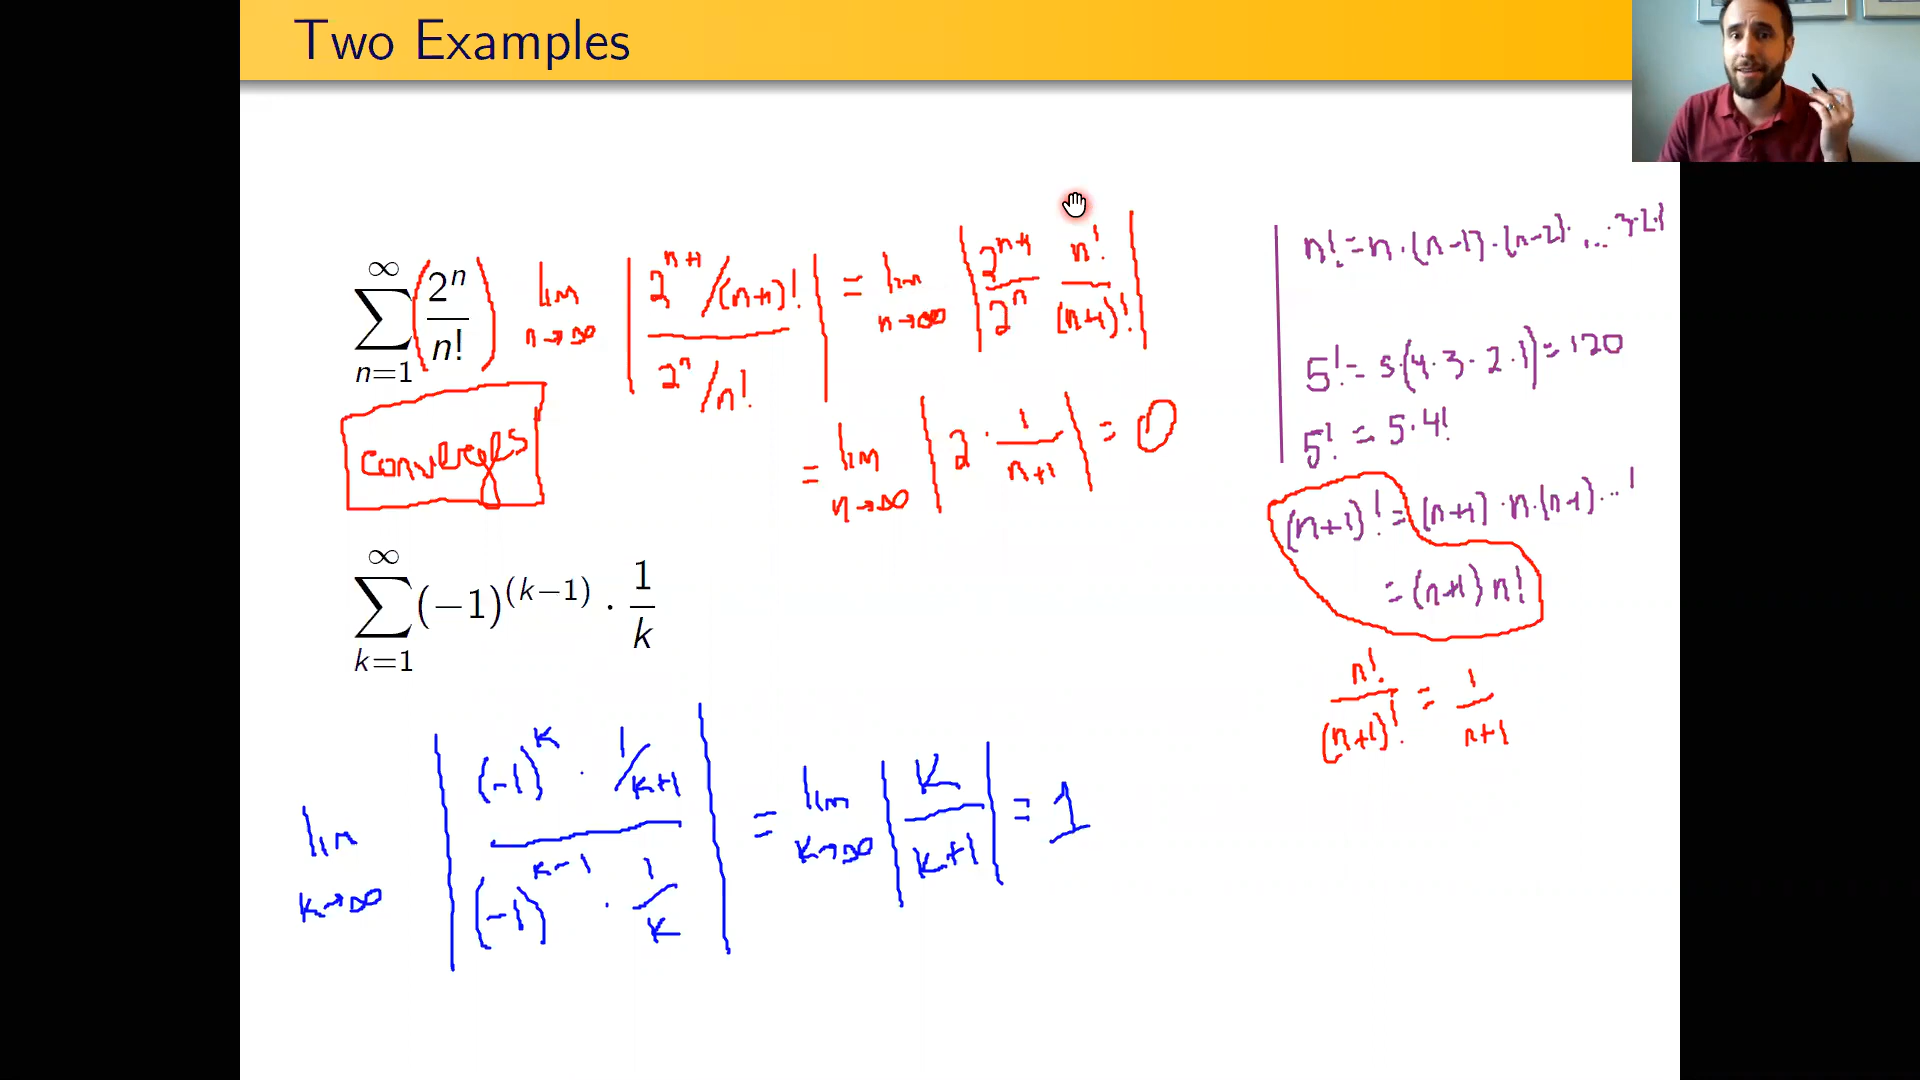 Two Examples
∞
∑ (2ⁿ/n!) lim n→∞ | 2ⁿ⁺¹/(n+1)! / 2ⁿ/n! | = lim n→∞ | 2ⁿ⁺¹/2ⁿ n!/(n+1)! |
n=1
converges
= lim n→∞ | 2 · 1/n+1 | = 0
∞
∑ (−1)^(k−1) · 1/k
k=1
lim k→∞ | (-1)^k · 1/k+1 / (-1)^k-1 · 1/k | = lim k→∞ | k/k+1 | = 1
n! = n·(n-1)·(n-2)· ...3·2·1
5! = 5·(4·3·2·1) = 120
5! = 5·4!
(n+1)! = (n+1)·n·(n-1)...1
= (n+1) n!
n!/(n+1)! = 1/n+1